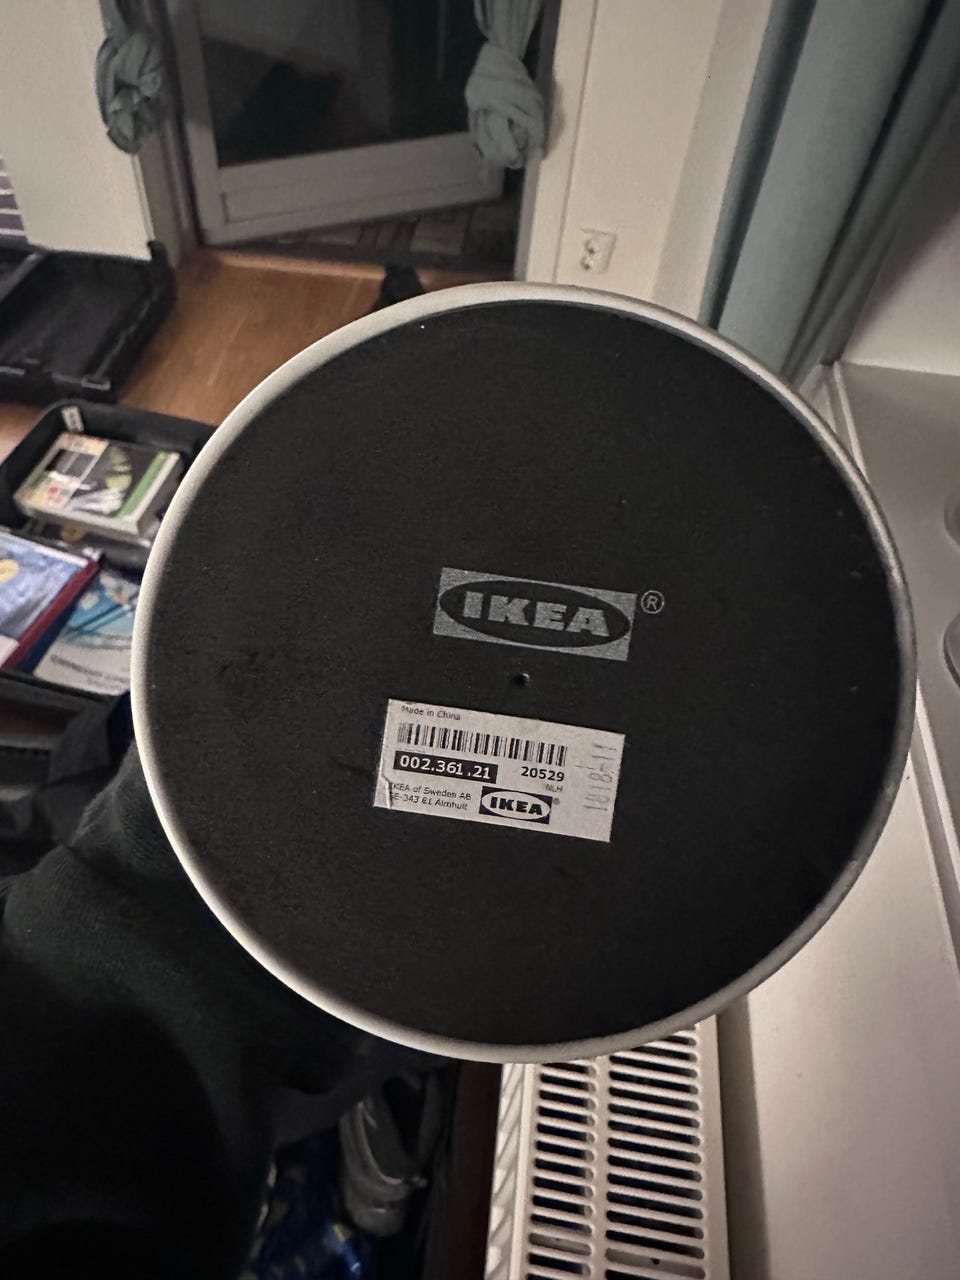 IKEA®
Made in China
002.361.21 20529
NLH
IKEA of Sweden AB
SE-343 81 Älmhult
IKEA®